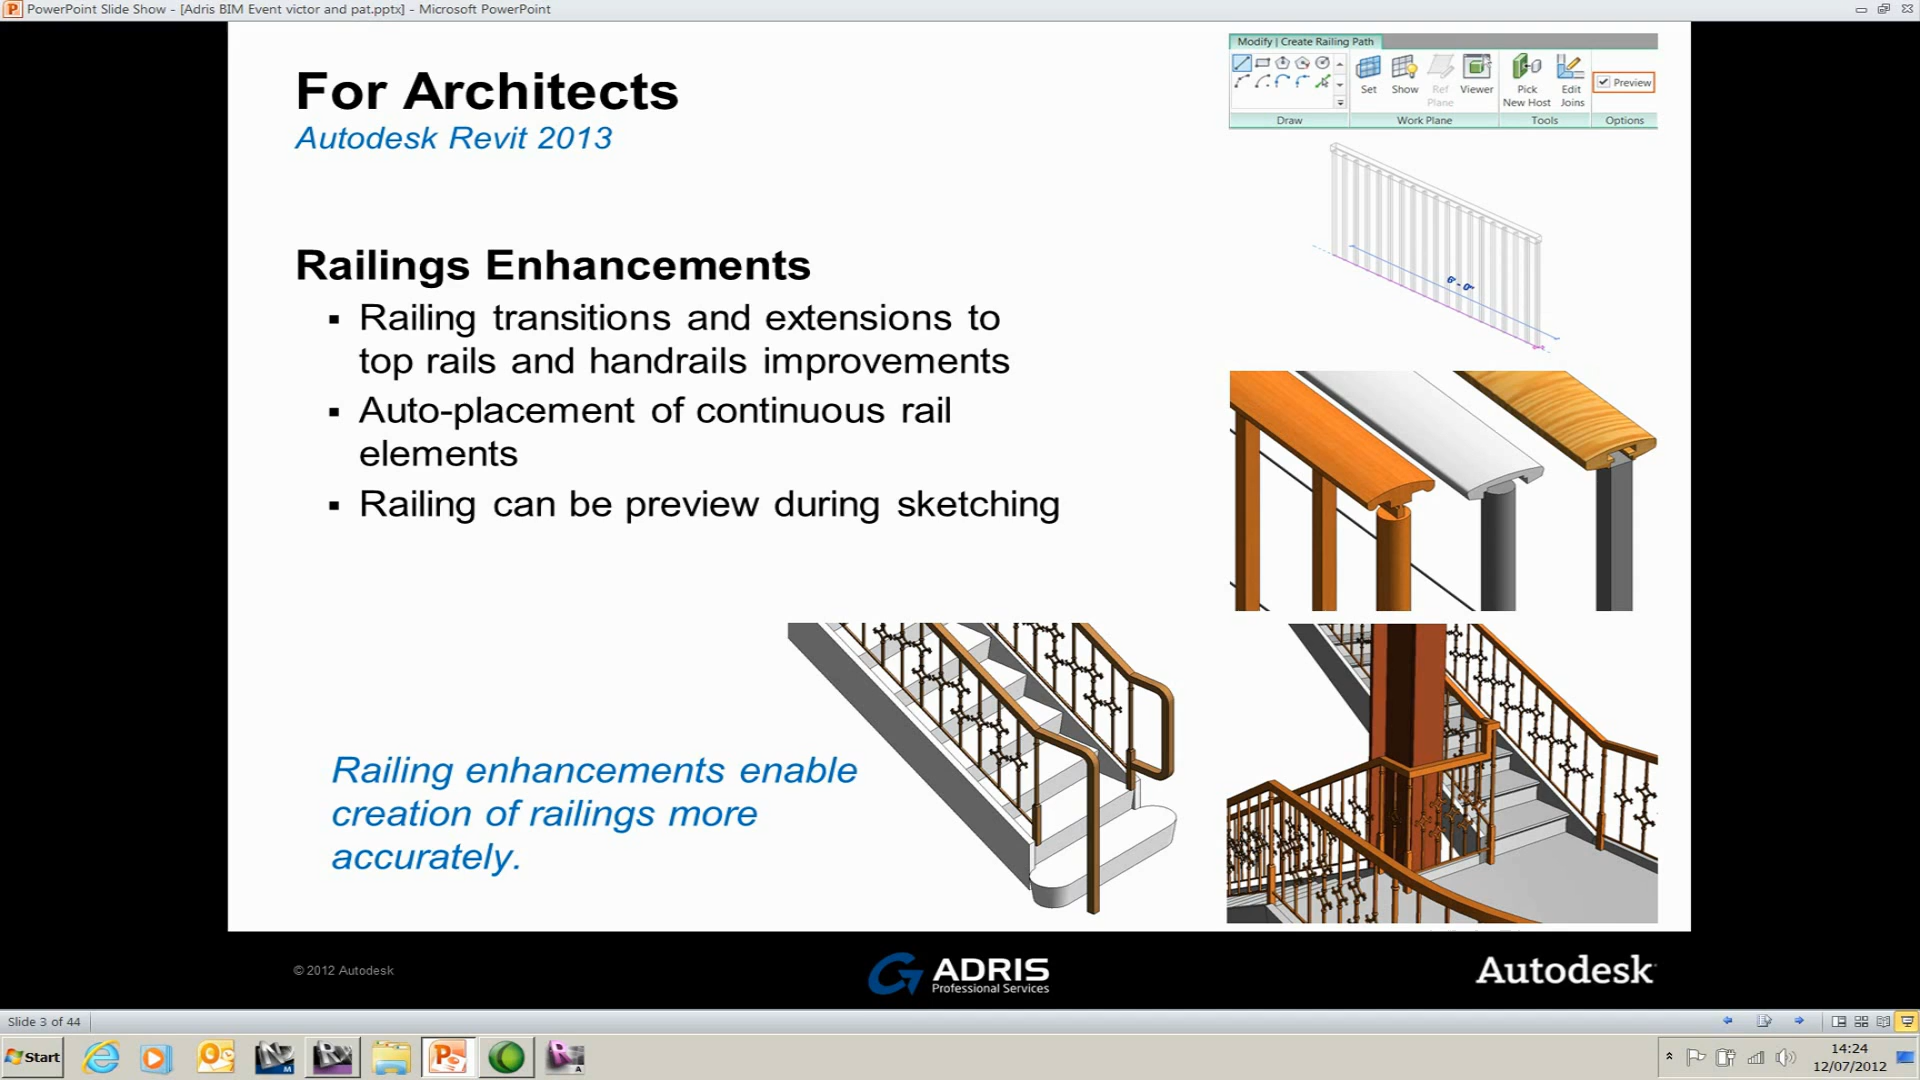 PowerPoint Slide Show - [Adris BIM Event victor and pat.pptx] - Microsoft PowerPoint
For Architects
Autodesk Revit 2013
Modify | Create Railing Path
Set
Show
Ref
Plane
Viewer
Pick
New Host
Edit
Joins
Preview
Draw
Work Plane
Tools
Options
6' - 0"
Railings Enhancements
▪ Railing transitions and extensions to
top rails and handrails improvements
▪ Auto-placement of continuous rail
elements
▪ Railing can be preview during sketching
Railing enhancements enable
creation of railings more
accurately.
© 2012 Autodesk
ADRIS
Professional Services
Autodesk
Slide 3 of 44
Start
14:24
12/07/2012